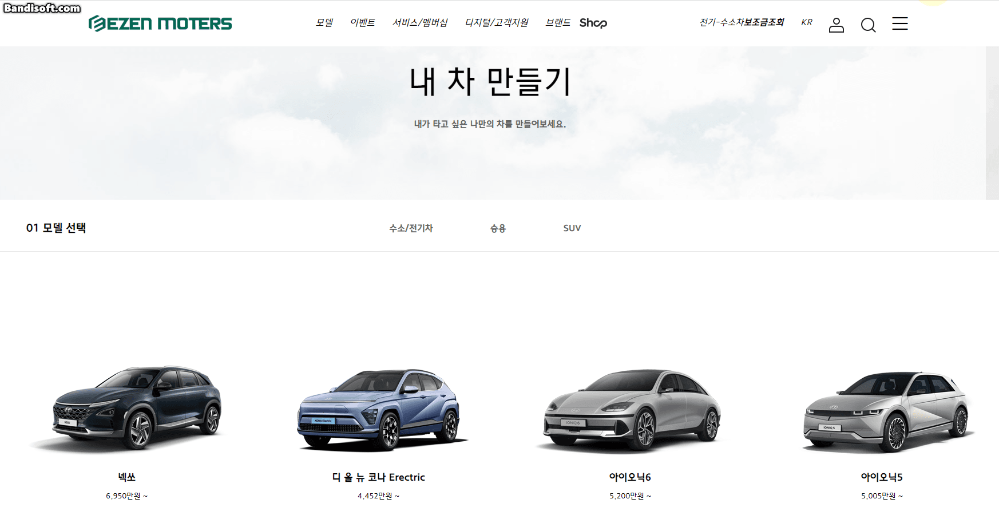 Bandisoft.com
EZEN MOTERS
모델 이벤트 서비스/멤버십 디지털/고객지원 브랜드 Shop
전기-수소차보조금조회 KR
내 차 만들기
내가 타고 싶은 나만의 차를 만들어보세요.
01 모델 선택
수소/전기차 승용 SUV
NEXO
KONA Electric
IONIQ 6
IONIQ 5
넥쏘 디 올 뉴 코나 Erectric 아이오닉6 아이오닉5
6,950만원 ~ 4,452만원 ~ 5,200만원 ~ 5,005만원 ~